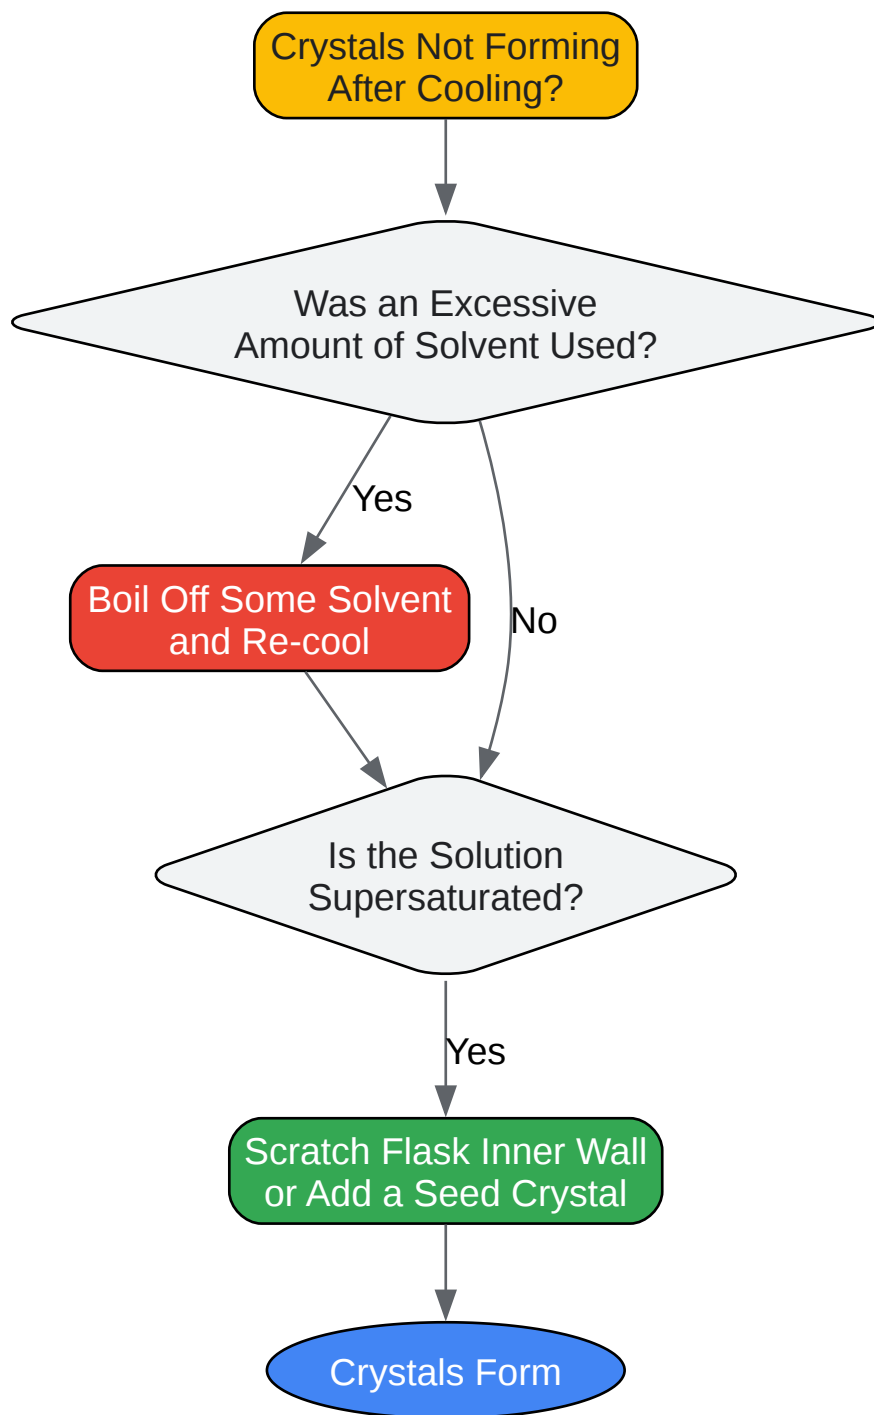 Crystals Not Forming
After Cooling?
Was an Excessive
Amount of Solvent Used?
Yes
Boil Off Some Solvent
and Re-cool
No
Is the Solution
Supersaturated?
Yes
Scratch Flask Inner Wall
or Add a Seed Crystal
Crystals Form